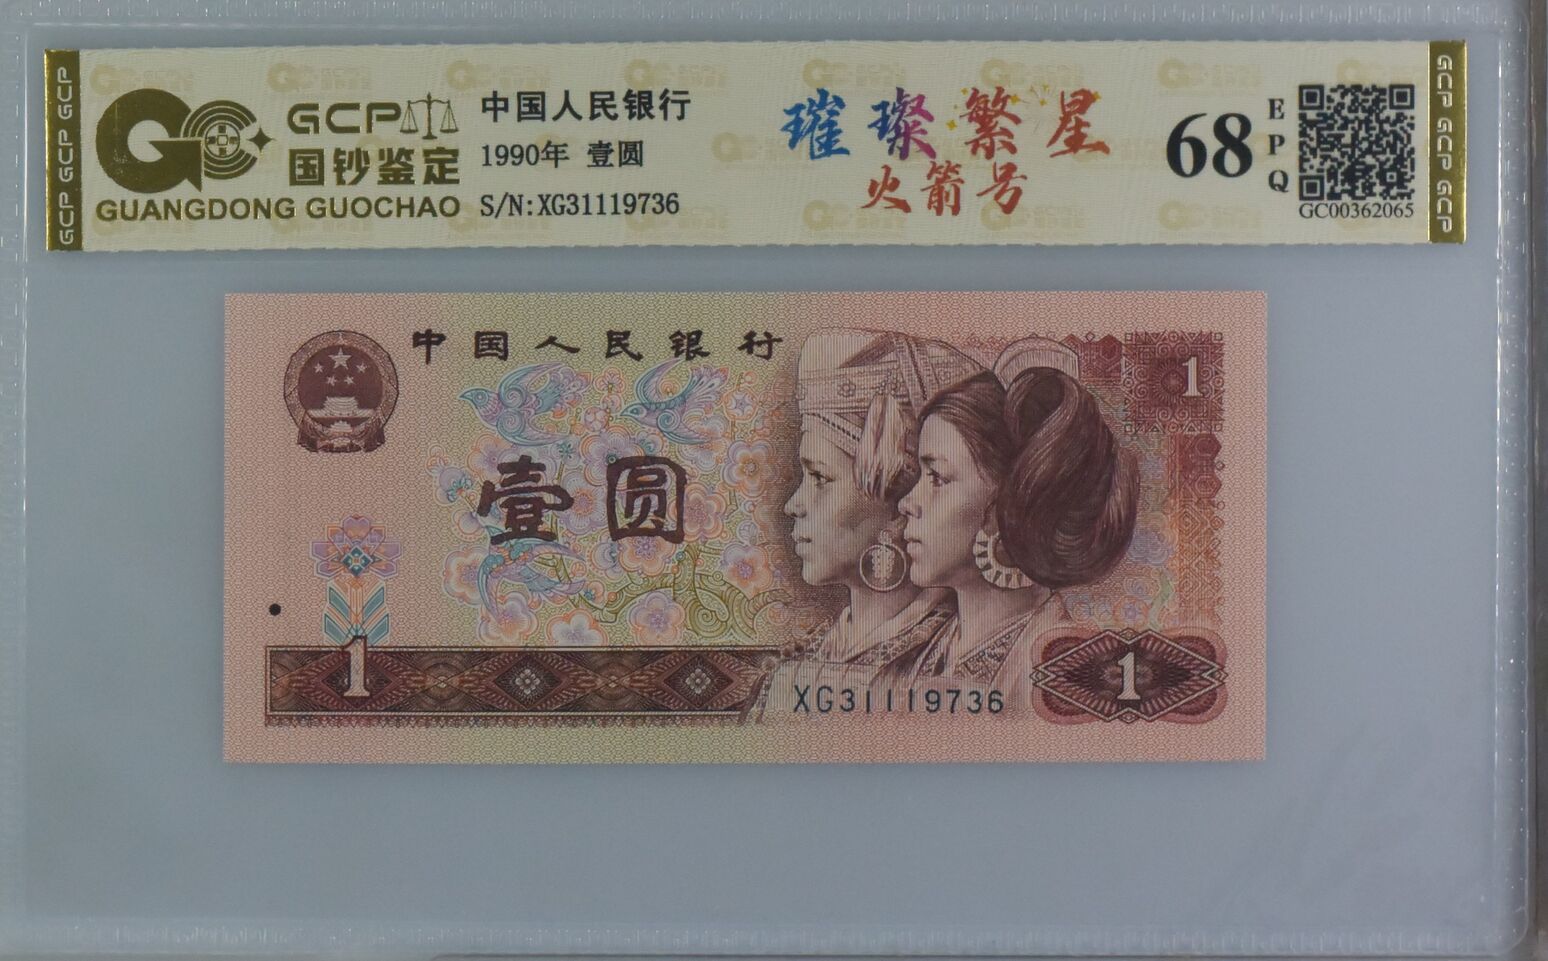 GCP GCP GCP
GCP
国钞鉴定
GUANGDONG GUOCHAO
中国人民银行
1990年 壹圆
S/N:XG31119736
璀璨繁星
火箭号
68
EPQ
GC00362065
GCP GCP GCP
中国人民银行
1
壹圆
1
1
XG31119736